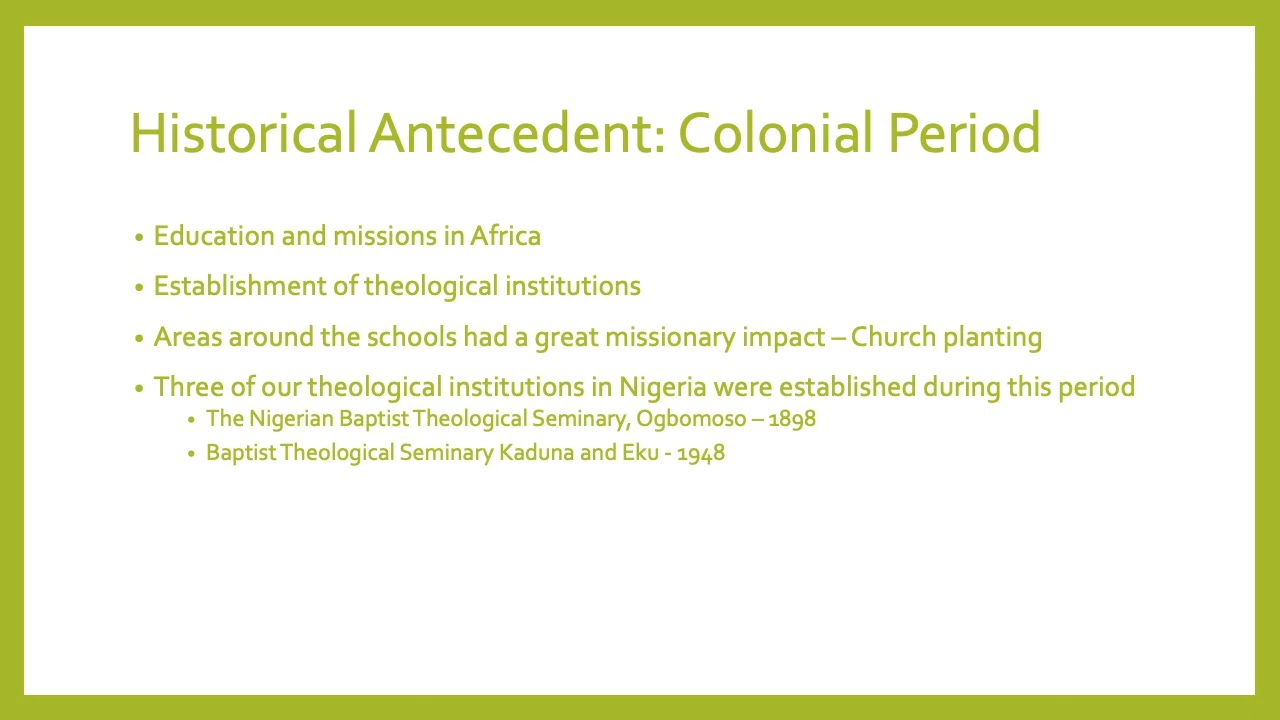 Historical Antecedent: Colonial Period
• Education and missions in Africa
• Establishment of theological institutions
• Areas around the schools had a great missionary impact – Church planting
• Three of our theological institutions in Nigeria were established during this period
• The Nigerian Baptist Theological Seminary, Ogbomoso – 1898
• Baptist Theological Seminary Kaduna and Eku - 1948